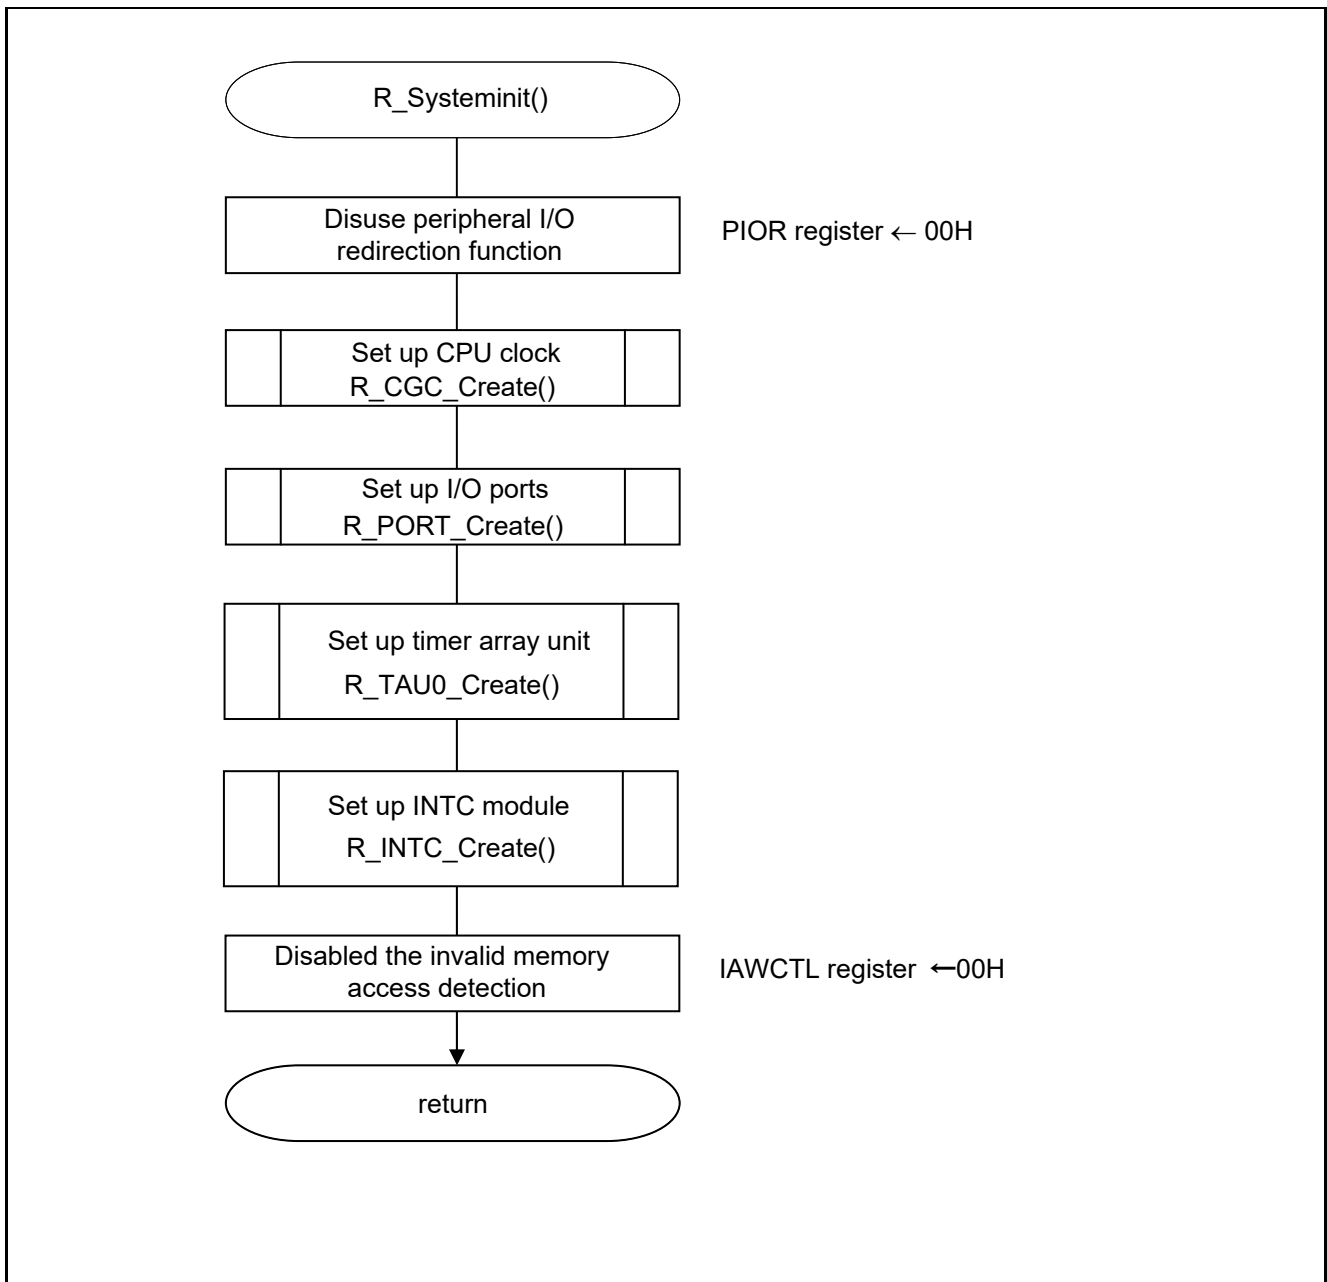 R_Systeminit()
Disuse peripheral I/O
redirection function
PIOR register ← 00H
Set up CPU clock
R_CGC_Create()
Set up I/O ports
R_PORT_Create()
Set up timer array unit
R_TAU0_Create()
Set up INTC module
R_INTC_Create()
Disabled the invalid memory
access detection
IAWCTL register ←00H
return